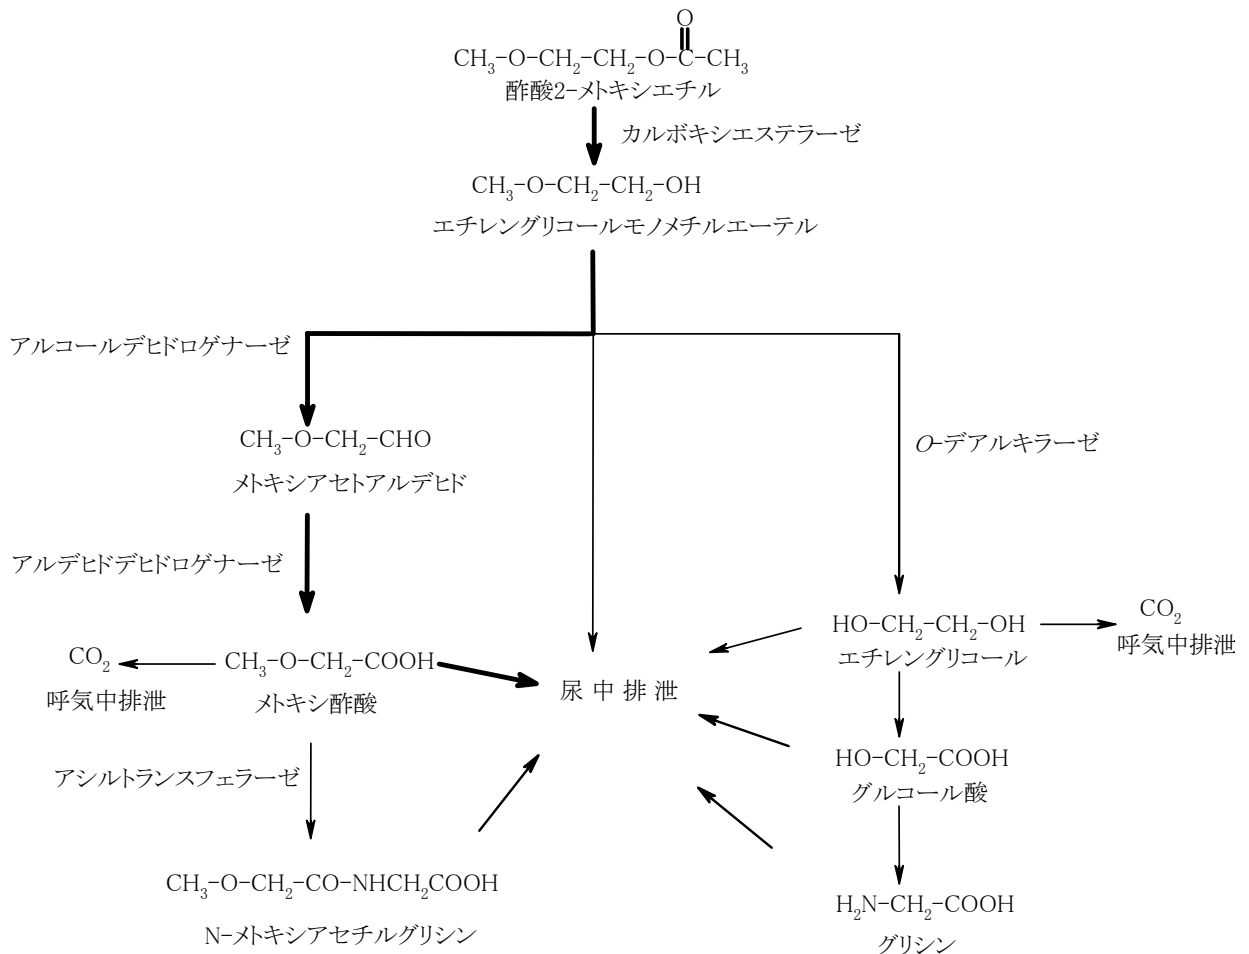 O
CH₃-O-CH₂-CH₂-O-C-CH₃
酢酸2-メトキシエチル
カルボキシエステラーゼ
CH₃-O-CH₂-CH₂-OH
エチレングリコールモノメチルエーテル
アルコールデヒドロゲナーゼ
CH₃-O-CH₂-CHO
メトキシアセトアルデヒド
O-デアルキラーゼ
アルデヒドデヒドロゲナーゼ
HO-CH₂-CH₂-OH
エチレングリコール
CO₂
呼気中排泄
CO₂
呼気中排泄
CH₃-O-CH₂-COOH
メトキシ酢酸
尿中排泄
アシルトランスフェラーゼ
HO-CH₂-COOH
グルコール酸
CH₃-O-CH₂-CO-NHCH₂COOH
N-メトキシアセチルグリシン
H₂N-CH₂-COOH
グリシン